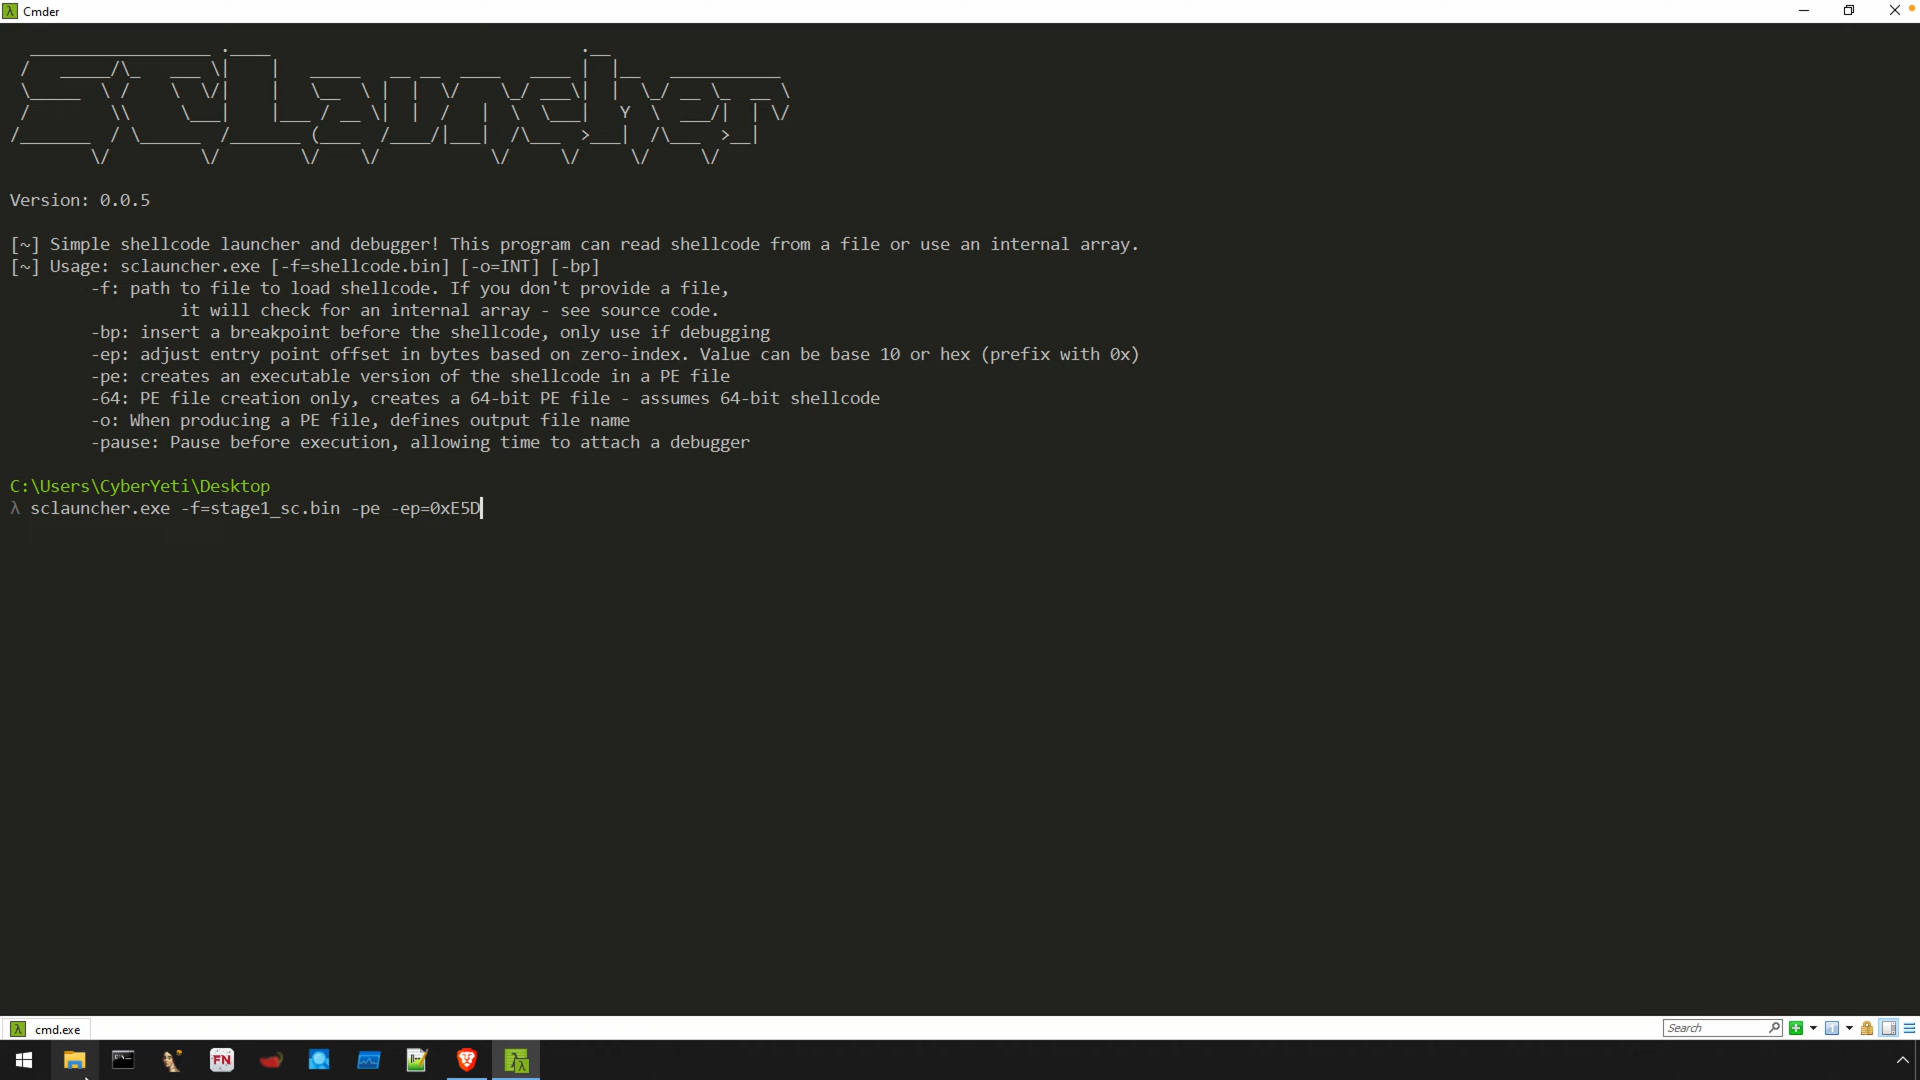 Cmder
SCLauncher
Version: 0.0.5
[~] Simple shellcode launcher and debugger! This program can read shellcode from a file or use an internal array.
[~] Usage: sclauncher.exe [-f=shellcode.bin] [-o=INT] [-bp]
-f: path to file to load shellcode. If you don't provide a file,
it will check for an internal array - see source code.
-bp: insert a breakpoint before the shellcode, only use if debugging
-ep: adjust entry point offset in bytes based on zero-index. Value can be base 10 or hex (prefix with 0x)
-pe: creates an executable version of the shellcode in a PE file
-64: PE file creation only, creates a 64-bit PE file - assumes 64-bit shellcode
-o: When producing a PE file, defines output file name
-pause: Pause before execution, allowing time to attach a debugger
C:\Users\CyberYeti\Desktop
λ sclauncher.exe -f=stage1_sc.bin -pe -ep=0xE5D
cmd.exe
Search
FN